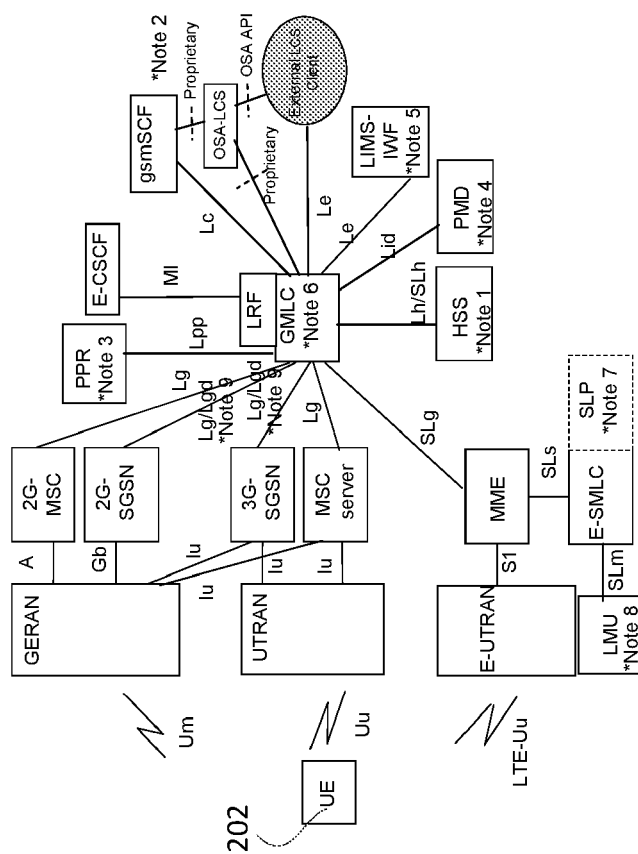 202
UE
Um
Uu
LTE-Uu
GERAN
UTRAN
E-UTRAN
LMU
*Note 8
A
Gb
Iu
Iu
Iu
Iu
S1
SLm
2G-
MSC
2G-
SGSN
3G-
SGSN
MSC
server
MME
SLs
E-SMLC
SLP
*Note 7
Lg
Lg/Lgd
*Note 9
Lg/Lgd
*Note 9
Lg
SLg
PPR
*Note 3
Lpp
E-CSCF
Ml
LRF
GMLC
*Note 6
Lh/SLh
HSS
*Note 1
gsmSCF
*Note 2
Lc
Proprietary
OSA-LCS
OSA API
Proprietary
External LCS
Client
Le
Le
LIMS-
IWF
*Note 5
Lid
PMD
*Note 4